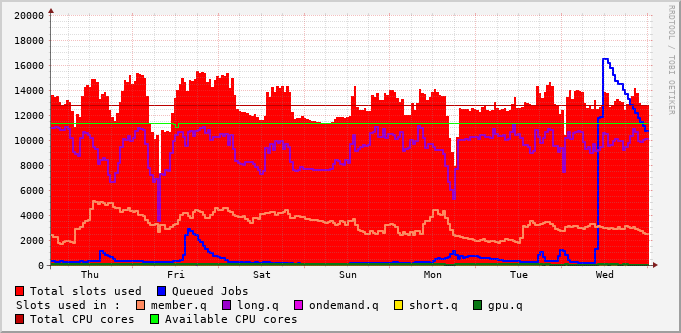 20000
18000
16000
14000
12000
10000
8000
6000
4000
2000
0
Thu Fri Sat Sun Mon Tue Wed
RRDTOOL / TOBI OETIKER
Total slots used Queued Jobs
Slots used in : member.q long.q ondemand.q short.q gpu.q
Total CPU cores Available CPU cores